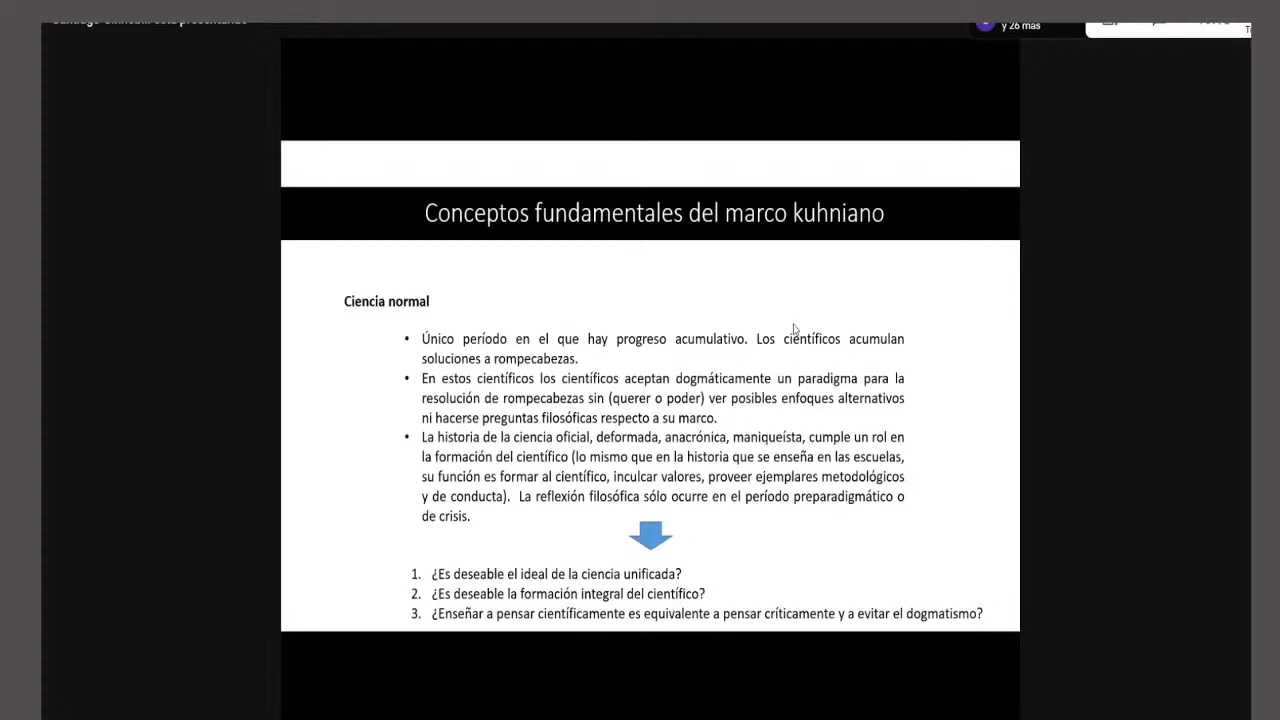 y 26 más
Conceptos fundamentales del marco kuhniano
Ciencia normal
• Único período en el que hay progreso acumulativo. Los científicos acumulan
soluciones a rompecabezas.
• En estos científicos los científicos aceptan dogmáticamente un paradigma para la
resolución de rompecabezas sin (querer o poder) ver posibles enfoques alternativos
ni hacerse preguntas filosóficas respecto a su marco.
• La historia de la ciencia oficial, deformada, anacrónica, maniqueísta, cumple un rol en
la formación del científico (lo mismo que en la historia que se enseña en las escuelas,
su función es formar al científico, inculcar valores, proveer ejemplares metodológicos
y de conducta). La reflexión filosófica sólo ocurre en el período preparadigmático o
de crisis.
1. ¿Es deseable el ideal de la ciencia unificada?
2. ¿Es deseable la formación integral del científico?
3. ¿Enseñar a pensar científicamente es equivalente a pensar críticamente y a evitar el dogmatismo?